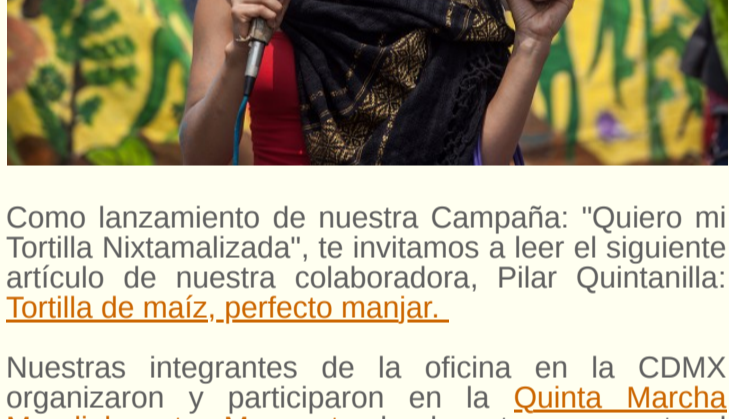 Como lanzamiento de nuestra Campaña: "Quiero mi
Tortilla Nixtamalizada", te invitamos a leer el siguiente
artículo de nuestra colaboradora, Pilar Quintanilla:
Tortilla de maíz, perfecto manjar.
Nuestras integrantes de la oficina en la CDMX
organizaron y participaron en la Quinta Marcha